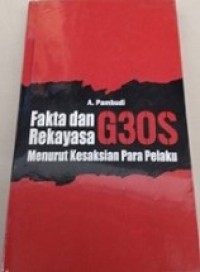 A. Pambudi
Fakta dan
Rekayasa G30S
Menurut Kesaksian Para Pelaku